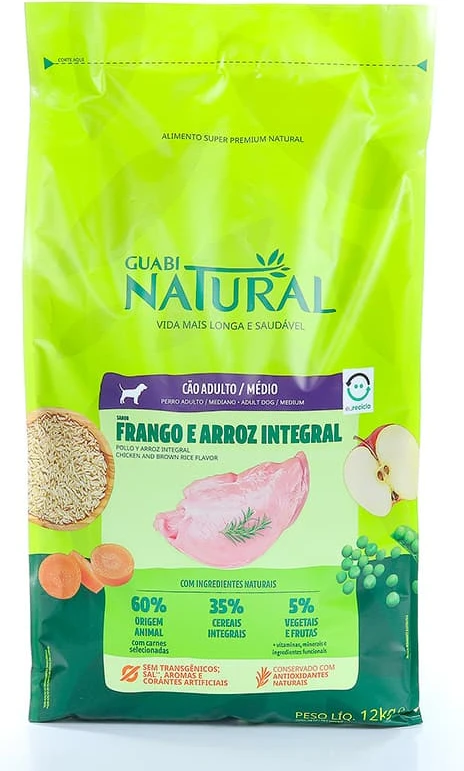 CORTE AQUI
ALIMENTO SUPER PREMIUM NATURAL
GUABI
NATURAL
VIDA MAIS LONGA E SAUDÁVEL
CÃO ADULTO / MÉDIO
PERRO ADULTO / MEDIANO • ADULT DOG / MEDIUM
eureciclo
SABOR
FRANGO E ARROZ INTEGRAL
POLLO Y ARROZ INTEGRAL
CHICKEN AND BROWN RICE FLAVOR
COM INGREDIENTES NATURAIS
60%
ORIGEM
ANIMAL
com carnes
selecionadas
35%
CEREAIS
INTEGRAIS
5%
VEGETAIS
E FRUTAS
+ vitaminas, minerais e
ingredientes funcionais
SEM TRANSGÊNICOS,
SAL**, AROMAS E
CORANTES ARTIFICIAIS
CONSERVADO COM
ANTIOXIDANTES
NATURAIS
PESO LÍQ. 12kg